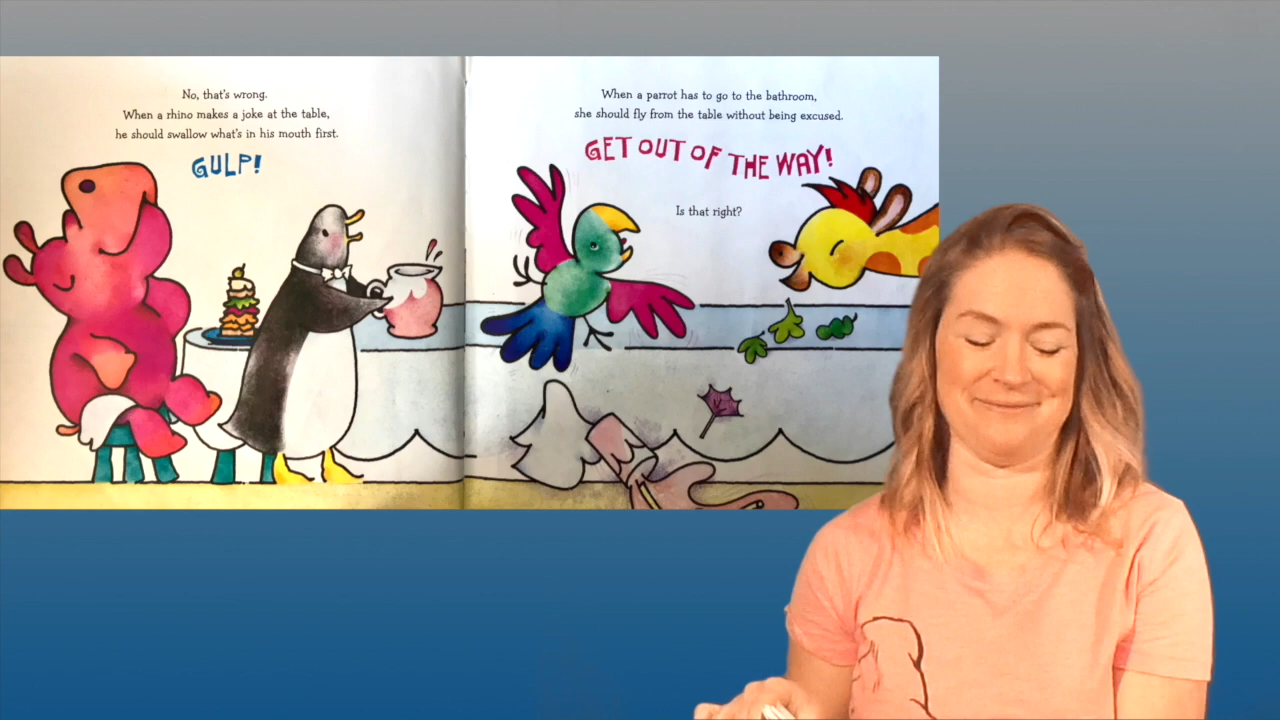 No, that's wrong.
When a rhino makes a joke at the table,
he should swallow what's in his mouth first.
GULP!
When a parrot has to go to the bathroom,
she should fly from the table without being excused.
GET OUT OF THE WAY!
Is that right?